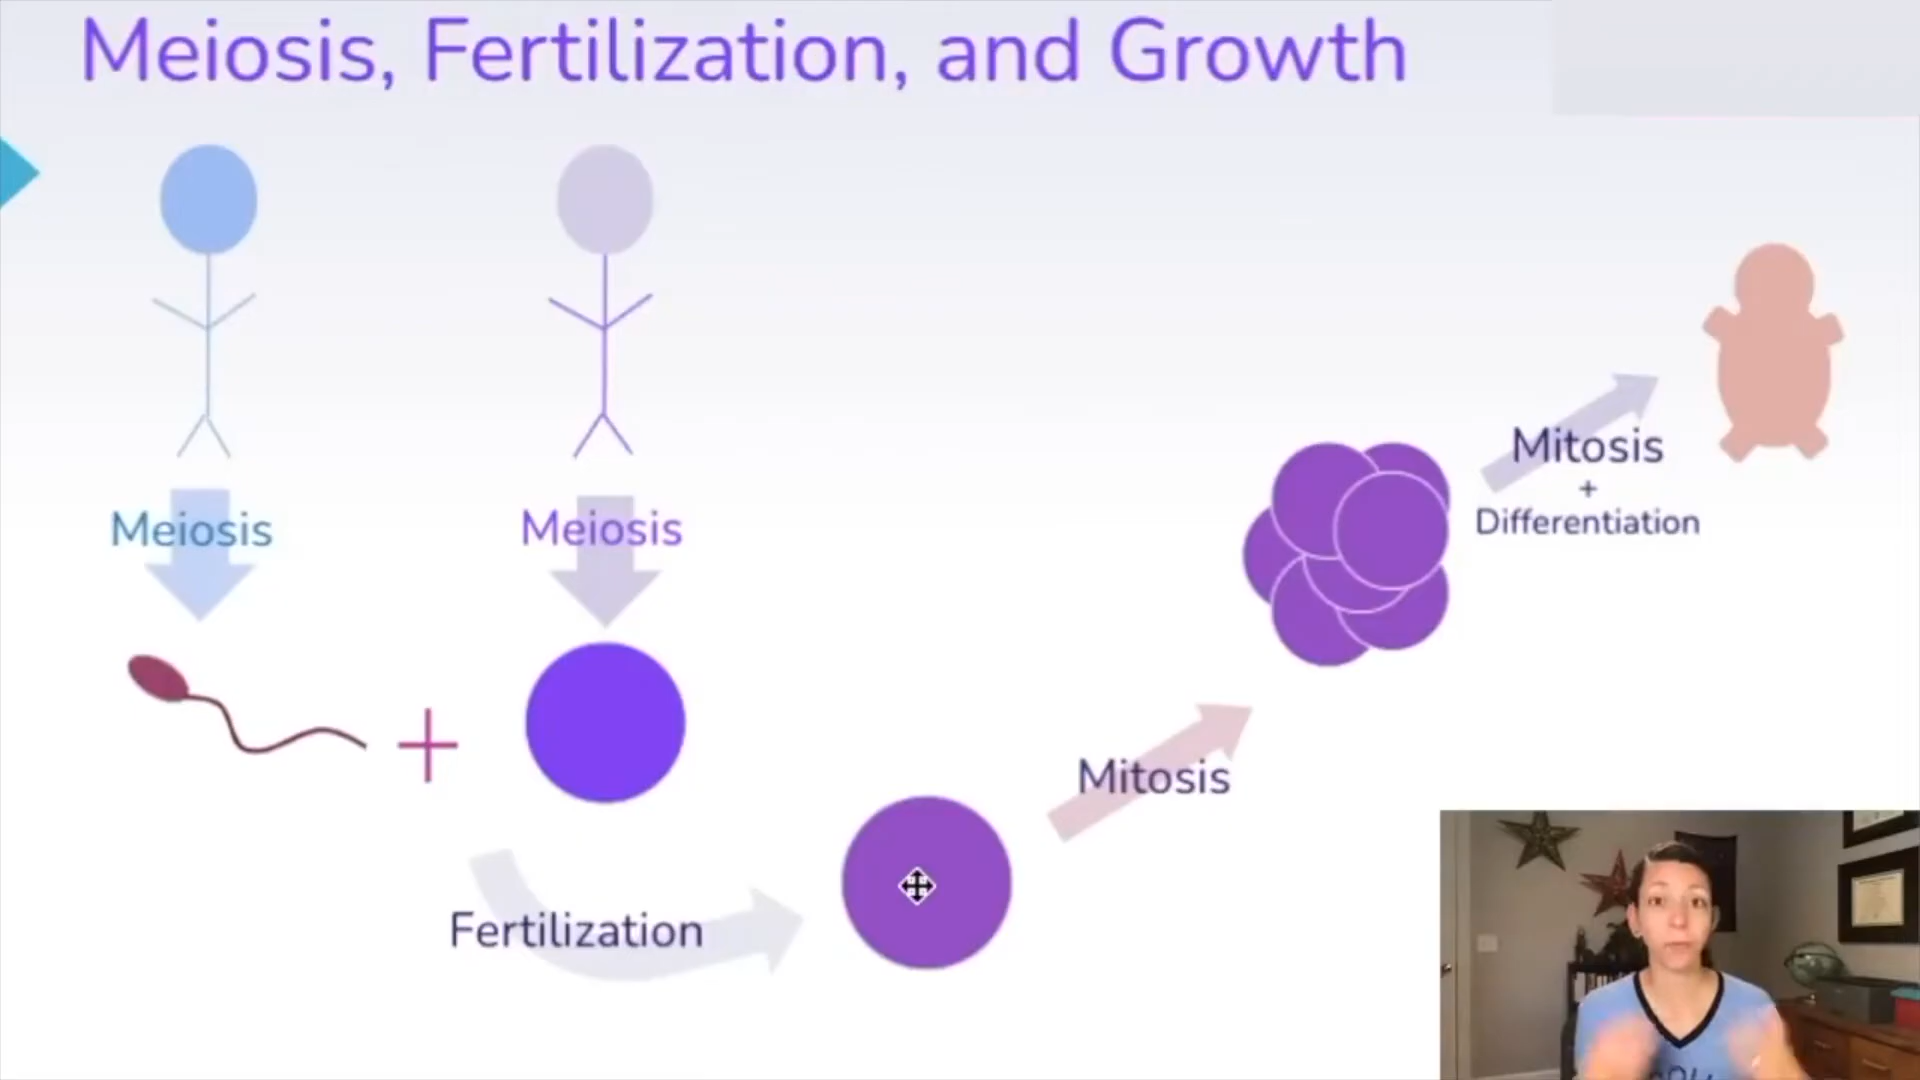 Meiosis, Fertilization, and Growth
Meiosis
Meiosis
Fertilization
Mitosis
Mitosis
+
Differentiation